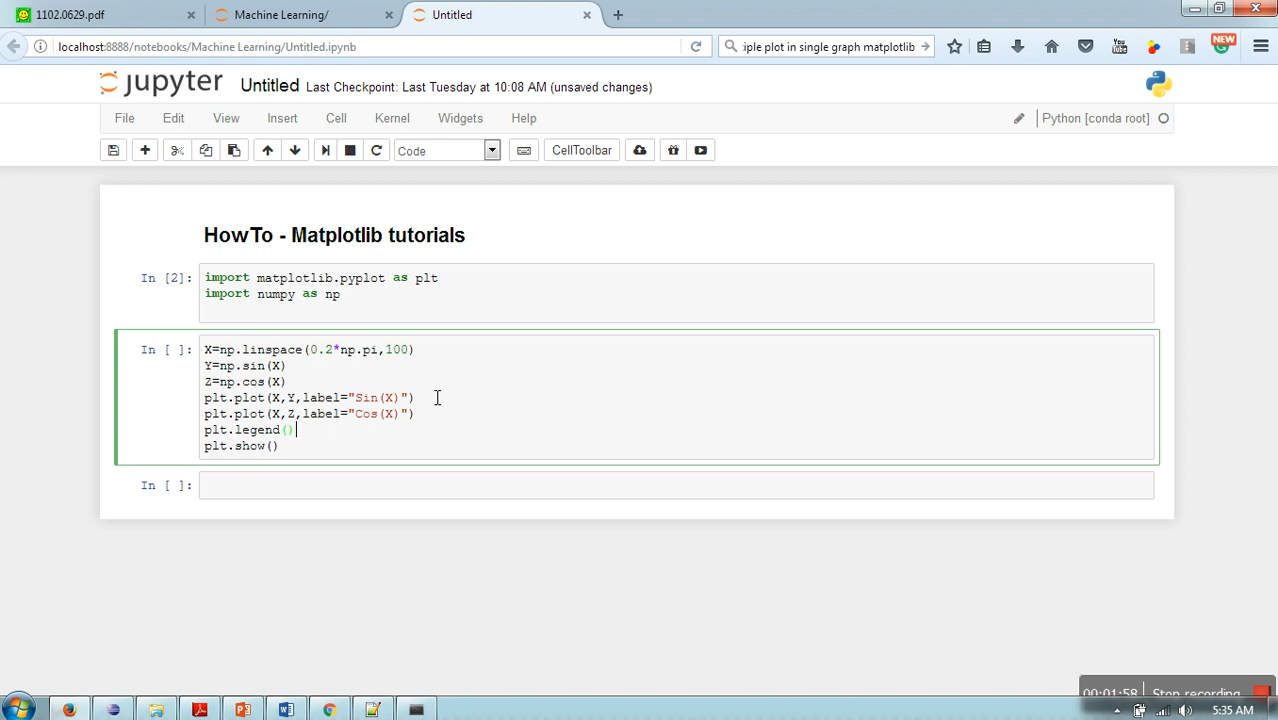 1102.0629.pdf
Machine Learning/
Untitled
localhost:8888/notebooks/Machine Learning/Untitled.ipynb
iple plot in single graph matplotlib
You
NEW
jupyter Untitled Last Checkpoint: Last Tuesday at 10:08 AM (unsaved changes)
File Edit View Insert Cell Kernel Widgets Help
Python [conda root]
Code
CellToolbar
HowTo - Matplotlib tutorials
In [2]:
import matplotlib.pyplot as plt
import numpy as np
In [ ]:
X=np.linspace(0.2*np.pi,100)
Y=np.sin(X)
Z=np.cos(X)
plt.plot(X,Y,label="Sin(X)")
plt.plot(X,Z,label="Cos(X)")
plt.legend()
plt.show()
In [ ]:
00:01:58 Stop recording
5:35 AM